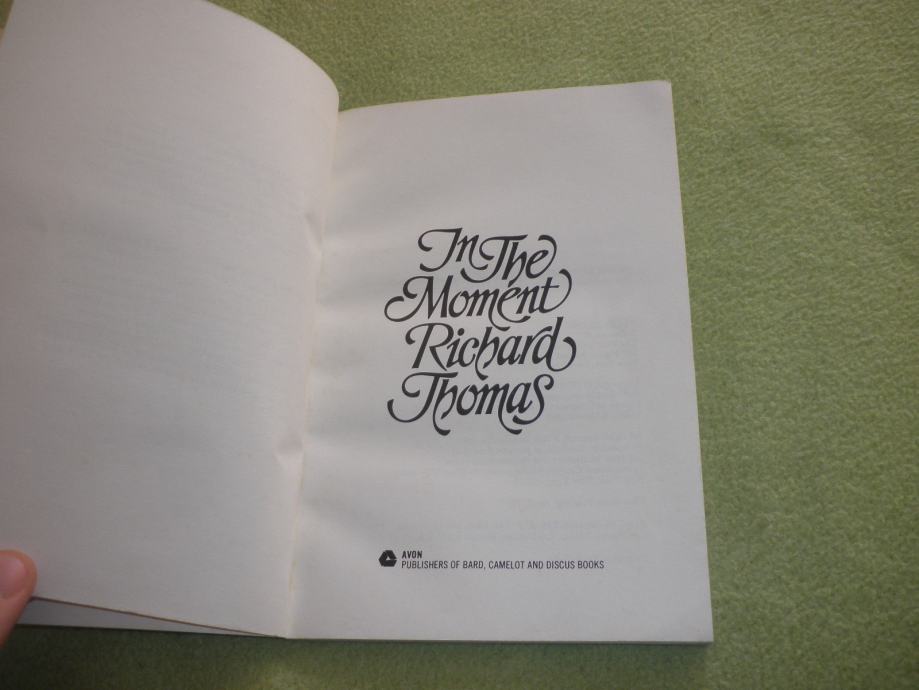 In The
Moment
Richard
Thomas
AVON
PUBLISHERS OF BARD, CAMELOT AND DISCUS BOOKS